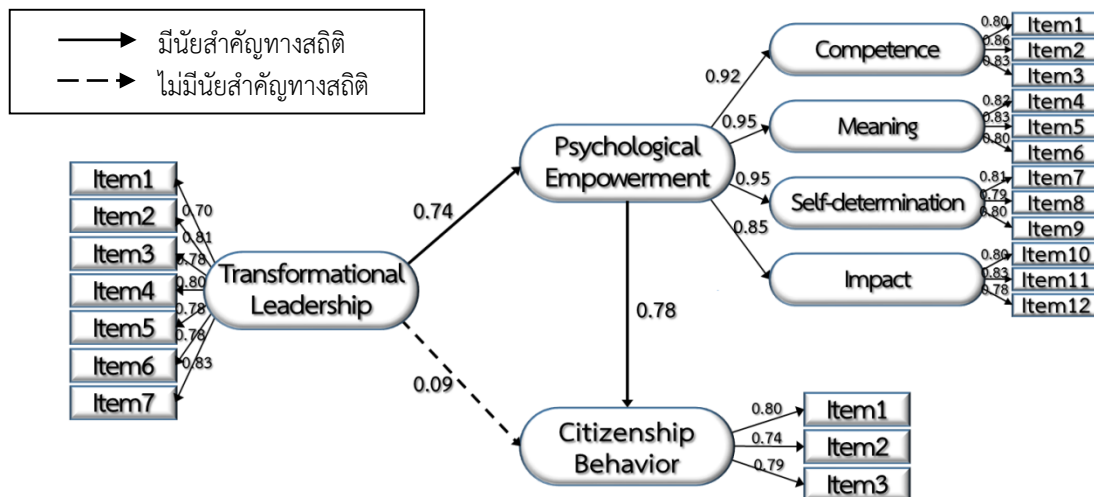 มีนัยสำคัญทางสถิติ
ไม่มีนัยสำคัญทางสถิติ
Item1
Item2
Item3
Item4
Item5
Item6
Item7
0.70
0.81
0.78
0.80
0.78
0.78
0.83
Transformational
Leadership
0.74
0.09
Psychological
Empowerment
0.78
0.92
0.95
0.95
0.85
Competence
0.80
0.86
0.83
Item1
Item2
Item3
Meaning
0.82
0.83
0.80
Item4
Item5
Item6
Self-determination
0.81
0.79
0.80
Item7
Item8
Item9
Impact
0.80
0.83
0.78
Item10
Item11
Item12
Citizenship
Behavior
0.80
0.74
0.79
Item1
Item2
Item3